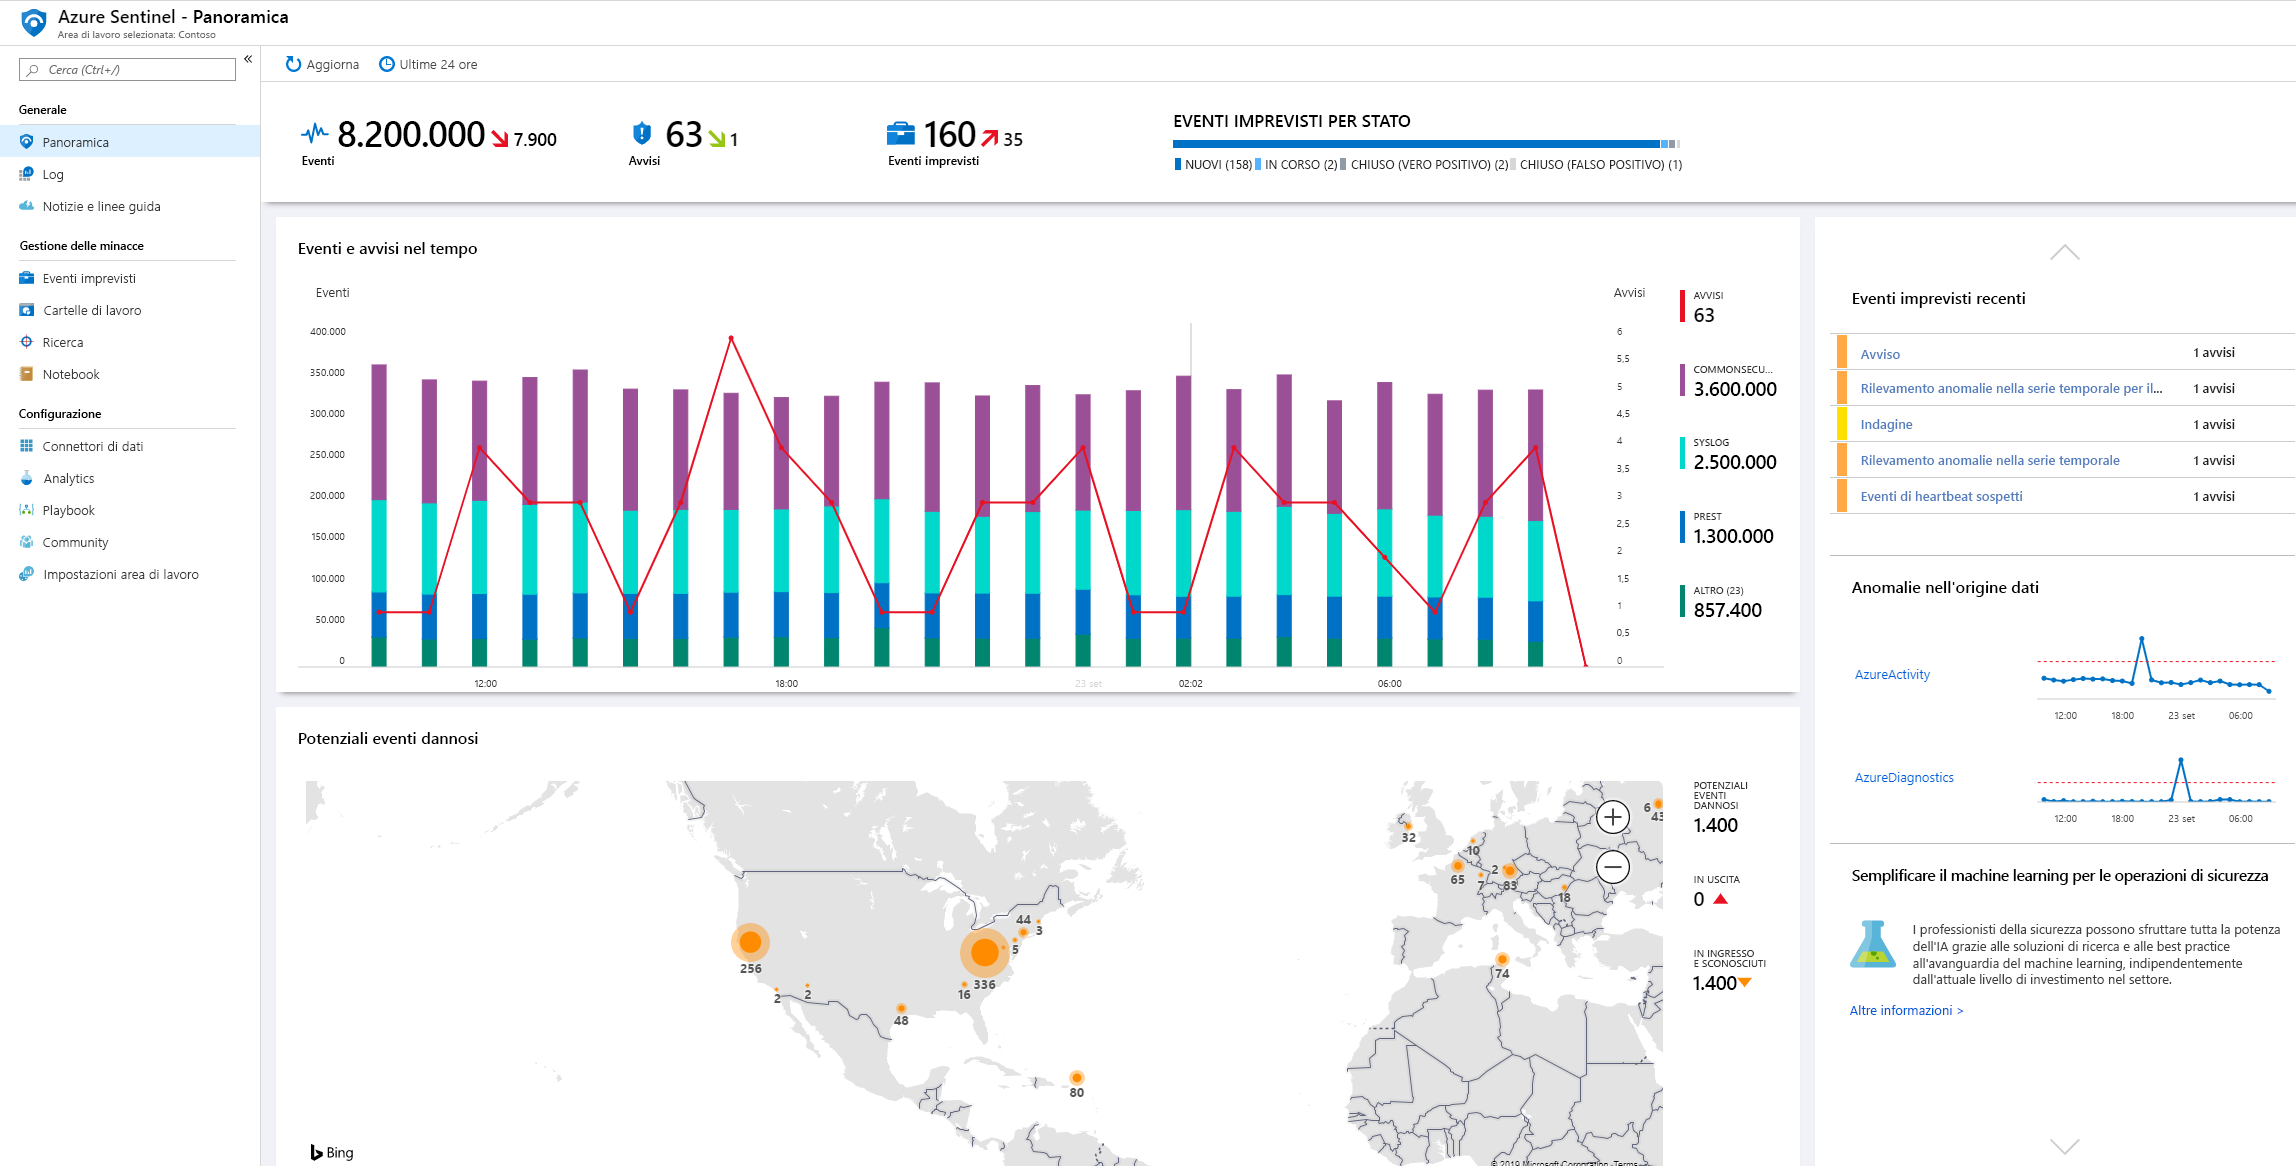 Azure Sentinel - Panoramica
Area di lavoro selezionata: Contoso
Cerca (Ctrl+/)
«
Generale
Panoramica
Log
Notizie e linee guida
Gestione delle minacce
Eventi imprevisti
Cartelle di lavoro
Ricerca
Notebook
Configurazione
Connettori di dati
Analytics
Playbook
Community
Impostazioni area di lavoro
Aggiorna
Ultime 24 ore
8.200.000 7.900
Eventi
63 1
Avvisi
160 35
Eventi imprevisti
EVENTI IMPREVISTI PER STATO
NUOVI (158) IN CORSO (2) CHIUSO (VERO POSITIVO) (2) CHIUSO (FALSO POSITIVO) (1)
Eventi e avvisi nel tempo
Eventi
400.000
350.000
300.000
250.000
200.000
150.000
100.000
50.000
0
12:00 18:00 23 set 02:02 06:00
Avvisi
6
5,5
5
4,5
4
3,5
3
2,5
2
1,5
1
0,5
0
AVVISI
63
COMMONSECU...
3.600.000
SYSLOG
2.500.000
PREST
1.300.000
ALTRO (23)
857.400
Potenziali eventi dannosi
256
2
2
48
16
336
5
44
3
80
32
10
65
7
2
83
18
74
6
43
+
−
Bing
© 2019 Microsoft Corporation Terms
POTENZIALI
EVENTI
DANNOSI
1.400
IN USCITA
0
IN INGRESSO
E SCONOSCIUTI
1.400
Eventi imprevisti recenti
Avviso 1 avvisi
Rilevamento anomalie nella serie temporale per il... 1 avvisi
Indagine 1 avvisi
Rilevamento anomalie nella serie temporale 1 avvisi
Eventi di heartbeat sospetti 1 avvisi
Anomalie nell'origine dati
AzureActivity
12:00 18:00 23 set 06:00
AzureDiagnostics
12:00 18:00 23 set 06:00
Semplificare il machine learning per le operazioni di sicurezza
I professionisti della sicurezza possono sfruttare tutta la potenza
dell'IA grazie alle soluzioni di ricerca e alle best practice
all'avanguardia del machine learning, indipendentemente
dall'attuale livello di investimento nel settore.
Altre informazioni >